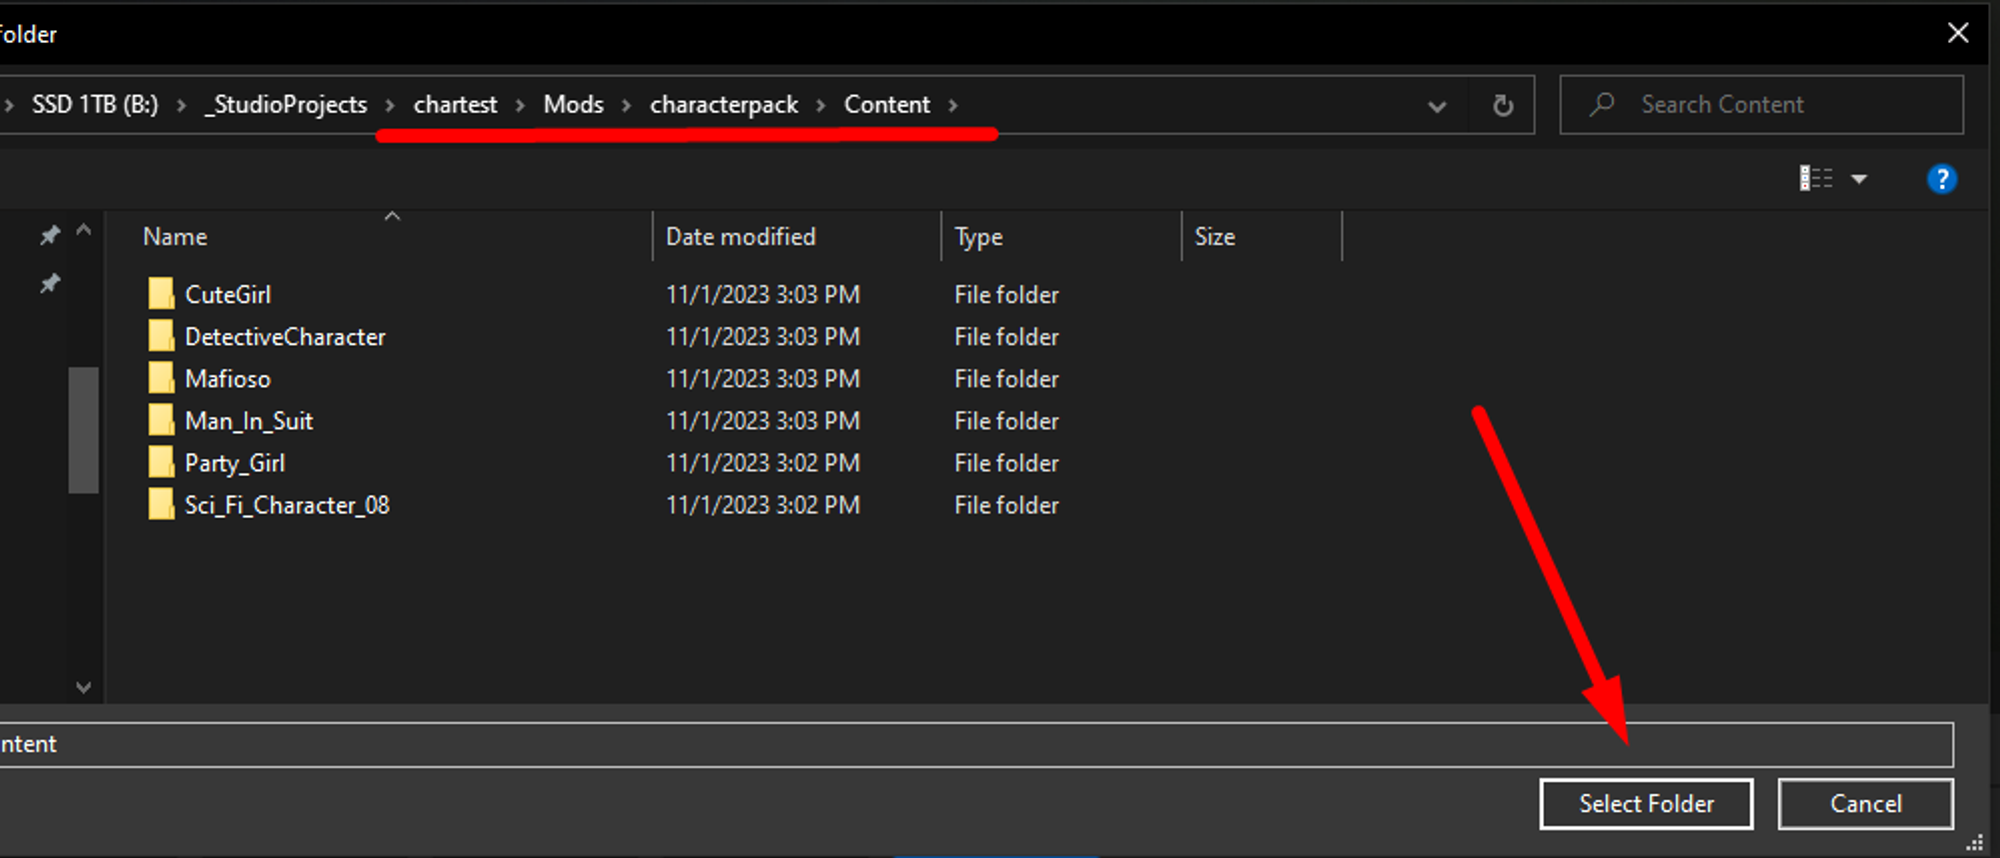 folder
SSD 1TB (B:) > _StudioProjects > chartest > Mods > characterpack > Content >
Search Content
?
Name Date modified Type Size
CuteGirl 11/1/2023 3:03 PM File folder
DetectiveCharacter 11/1/2023 3:03 PM File folder
Mafioso 11/1/2023 3:03 PM File folder
Man_In_Suit 11/1/2023 3:03 PM File folder
Party_Girl 11/1/2023 3:02 PM File folder
Sci_Fi_Character_08 11/1/2023 3:02 PM File folder
ntent
Select Folder Cancel